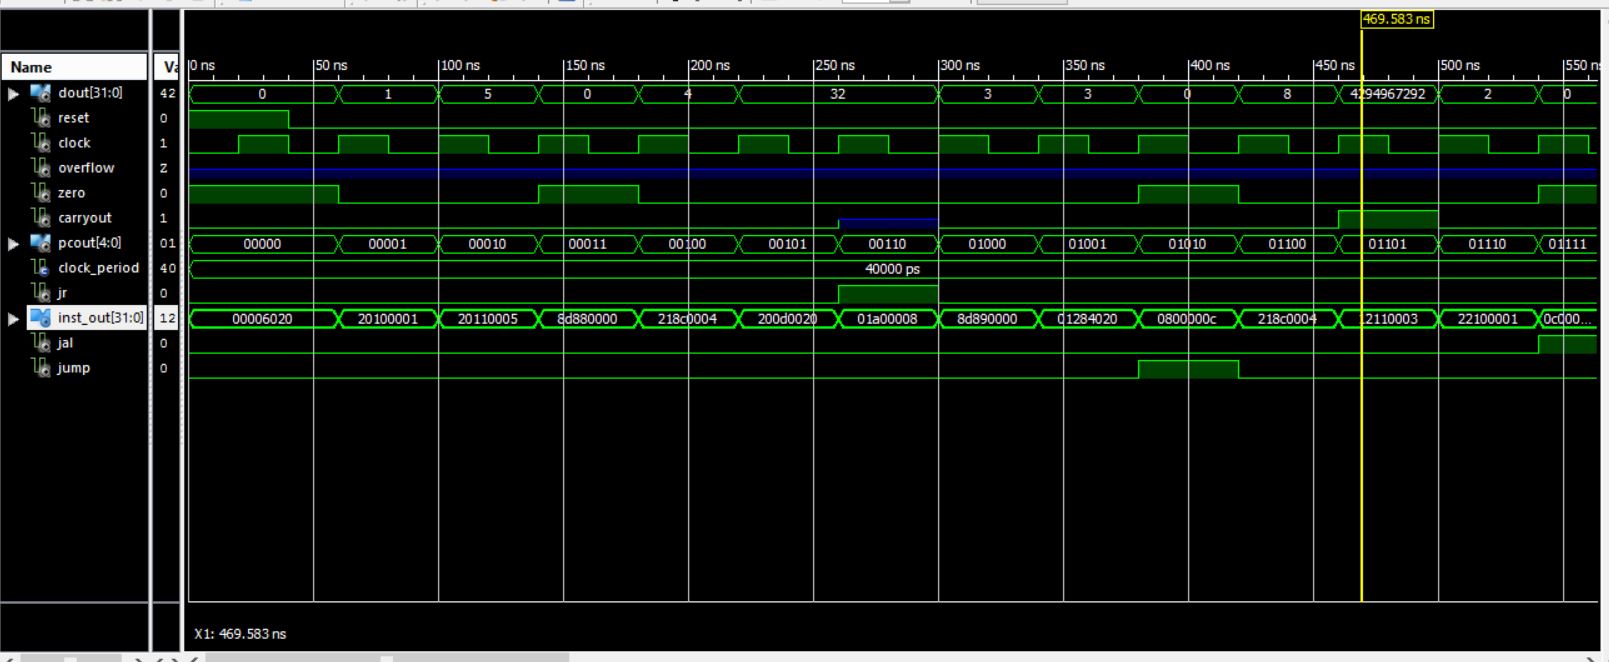 469.583 ns
Name Va 0 ns 50 ns 100 ns 150 ns 200 ns 250 ns 300 ns 350 ns 400 ns 450 ns 500 ns 550 ns
dout[31:0] 42 0 1 5 0 4 32 3 3 0 8 4294967292 2 0
reset 0
clock 1
overflow Z
zero 0
carryout 1
pcout[4:0] 01 00000 00001 00010 00011 00100 00101 00110 01000 01001 01010 01100 01101 01110 01111
clock_period 40 40000 ps
jr 0
inst_out[31:0] 12 00006020 20100001 20110005 8d880000 218c0004 200d0020 01a00008 8d890000 01284020 0800000c 218c0004 12110003 22100001 0c000...
jal 0
jump 0
X1: 469.583 ns